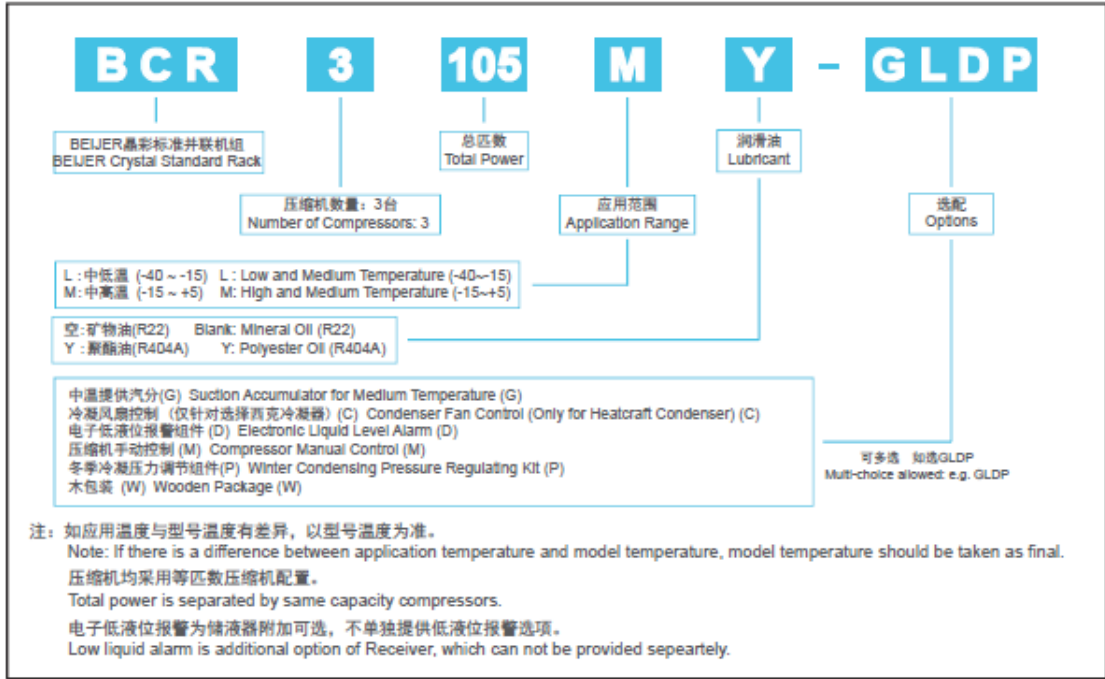 BCR 3 105 M Y - GLDP
BEIJER晶彩标准并联机组
BEIJER Crystal Standard Rack
总匹数
Total Power
润滑油
Lubricant
压缩机数量：3台
Number of Compressors: 3
应用范围
Application Range
选配
Options
L :中低温 (-40 ~ -15) L : Low and Medium Temperature (-40~-15)
M:中高温 (-15 ~ +5) M: High and Medium Temperature (-15~+5)
空:矿物油(R22) Blank: Mineral Oil (R22)
Y :聚酯油(R404A) Y: Polyester Oil (R404A)
中温提供汽分(G) Suction Accumulator for Medium Temperature (G)
冷凝风扇控制（仅针对选择西克冷凝器）(C) Condenser Fan Control (Only for Heatcraft Condenser) (C)
电子低液位报警组件 (D) Electronic Liquid Level Alarm (D)
压缩机手动控制 (M) Compressor Manual Control (M)
冬季冷凝压力调节组件(P) Winter Condensing Pressure Regulating Kit (P)
木包装 (W) Wooden Package (W)
可多选 如选GLDP
Multi-choice allowed: e.g. GLDP
注：如应用温度与型号温度有差异，以型号温度为准。
Note: If there is a difference between application temperature and model temperature, model temperature should be taken as final.
压缩机均采用等匹数压缩机配置。
Total power is separated by same capacity compressors.
电子低液位报警为储液器附加可选，不单独提供低液位报警选项。
Low liquid alarm is additional option of Receiver, which can not be provided sepeartely.